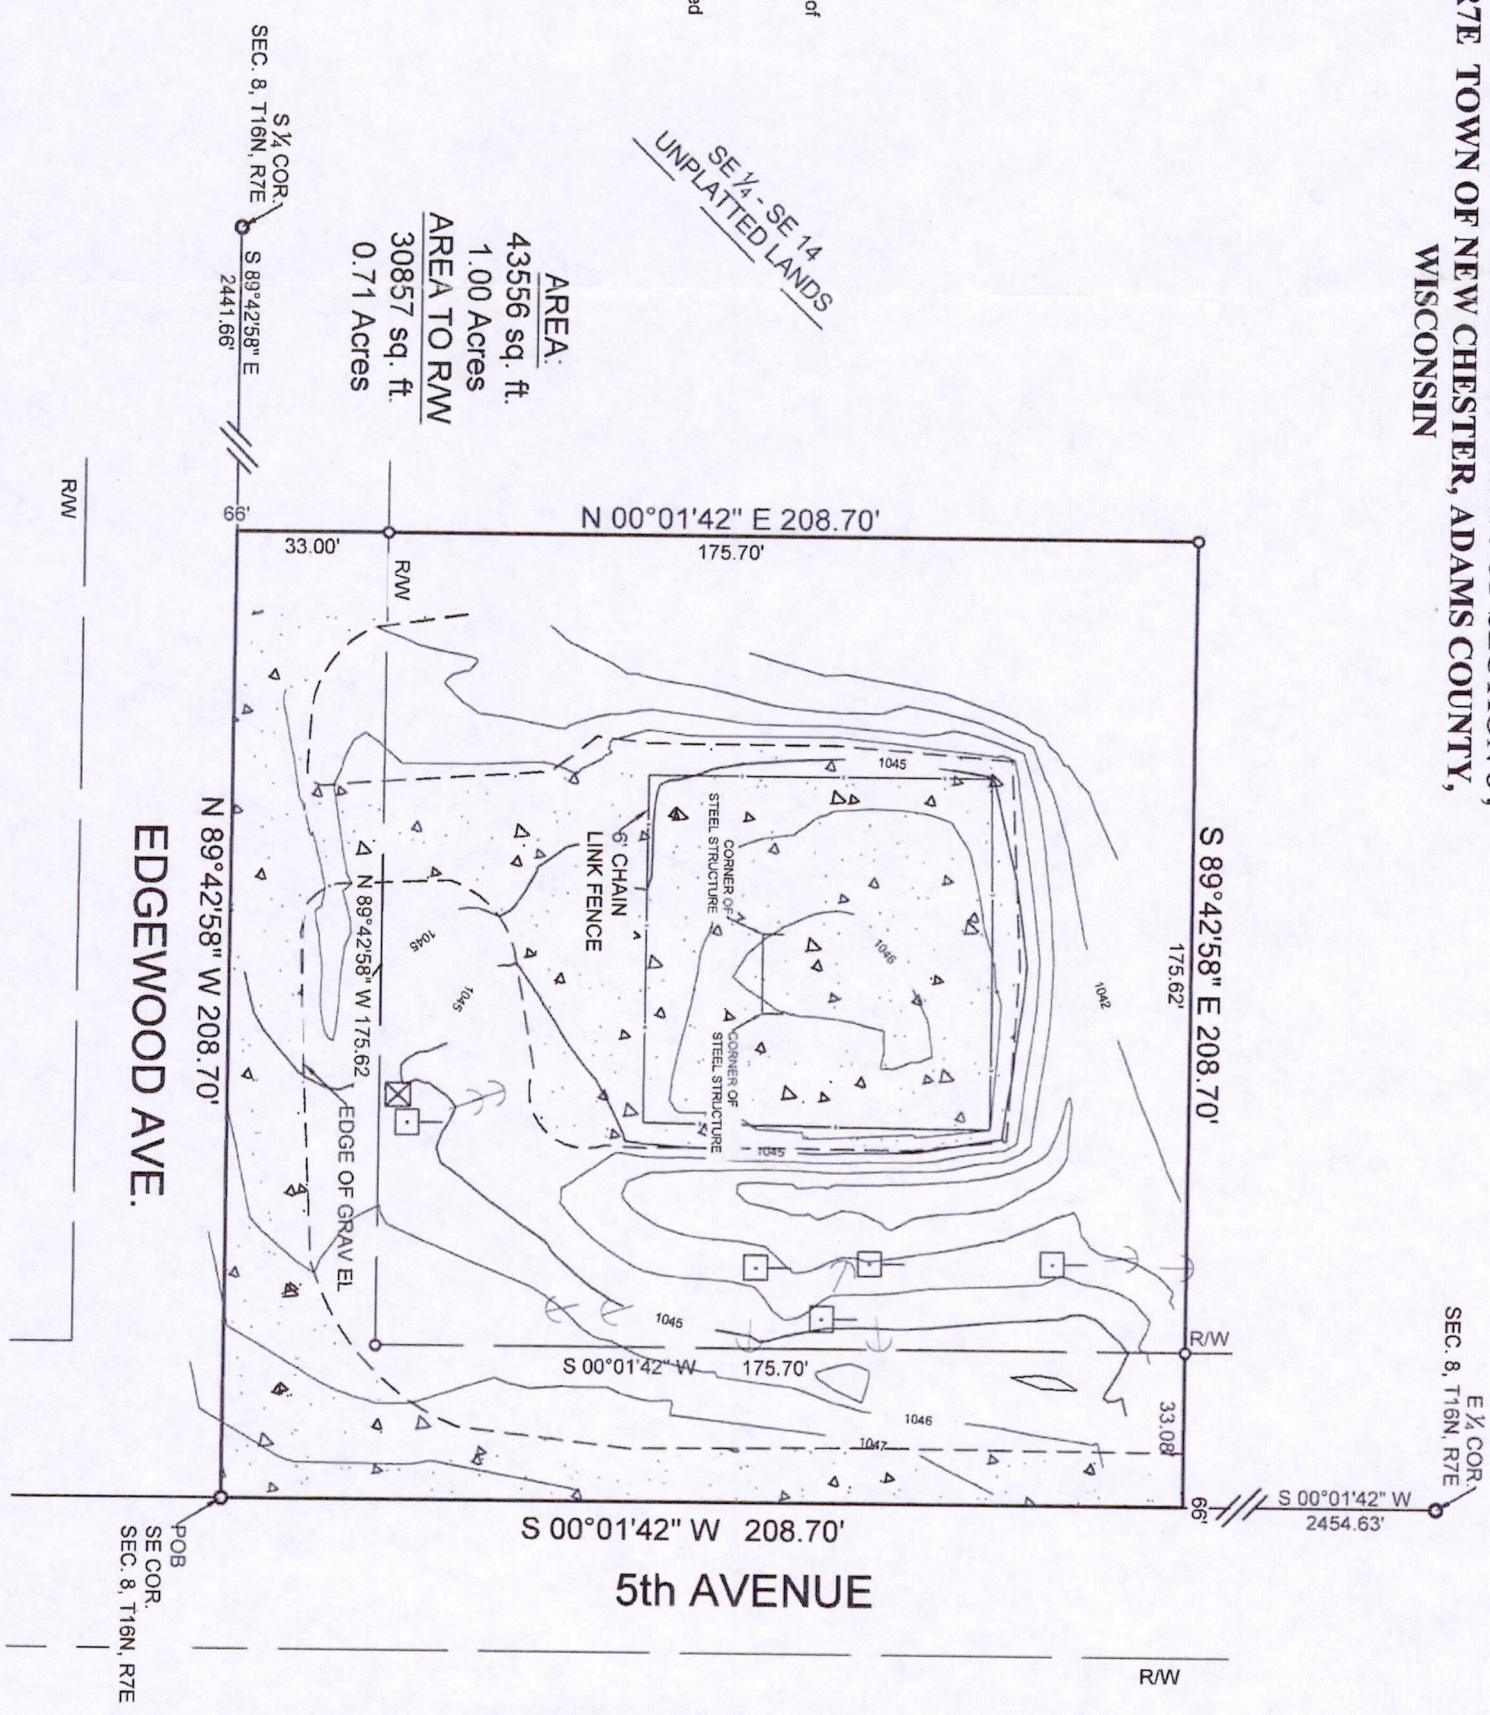 R7E TOWN OF NEW CHESTER, ADAMS COUNTY,
WISCONSIN
of
ed
SE ¼ - SE 14
UNPLATTED LANDS
AREA:
43556 sq. ft.
1.00 Acres
AREA TO R/W
30857 sq. ft.
0.71 Acres
S ¼ COR.
SEC. 8, T16N, R7E
S 89°42'58" E
2441.66'
66'
33.00'
R/W
R/W
N 00°01'42" E 208.70'
175.70'
S 89°42'58" E 208.70'
175.62'
1045
1046
1042
STEEL STRUCTURE
CORNER OF
6' CHAIN
LINK FENCE
CORNER OF
STEEL STRUCTURE
1045
1045
1045
N 89°42'58" W 175.62
EDGE OF GRAVEL
N 89°42'58" W 208.70'
EDGEWOOD AVE.
1045
S 00°01'42" W 175.70'
R/W
33.08'
1046
1047
66'
E ¼ COR.
SEC. 8, T16N, R7E
S 00°01'42" W
2454.63'
S 00°01'42" W 208.70'
5th AVENUE
R/W
POB
SE COR.
SEC. 8, T16N, R7E